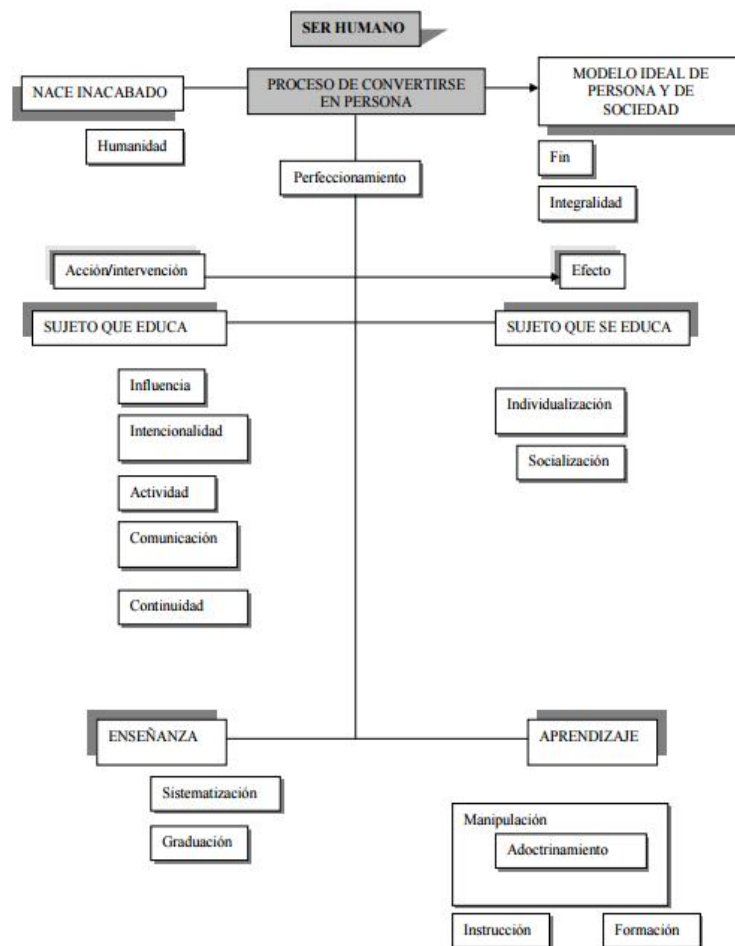 SER HUMANO
NACE INACABADO
PROCESO DE CONVERTIRSE
EN PERSONA
MODELO IDEAL DE
PERSONA Y DE
SOCIEDAD
Humanidad
Perfeccionamiento
Fin
Integralidad
Acción/intervención
Efecto
SUJETO QUE EDUCA
SUJETO QUE SE EDUCA
Influencia
Intencionalidad
Actividad
Comunicación
Continuidad
Individualización
Socialización
ENSEÑANZA
APRENDIZAJE
Sistematización
Graduación
Manipulación
Adoctrinamiento
Instrucción
Formación